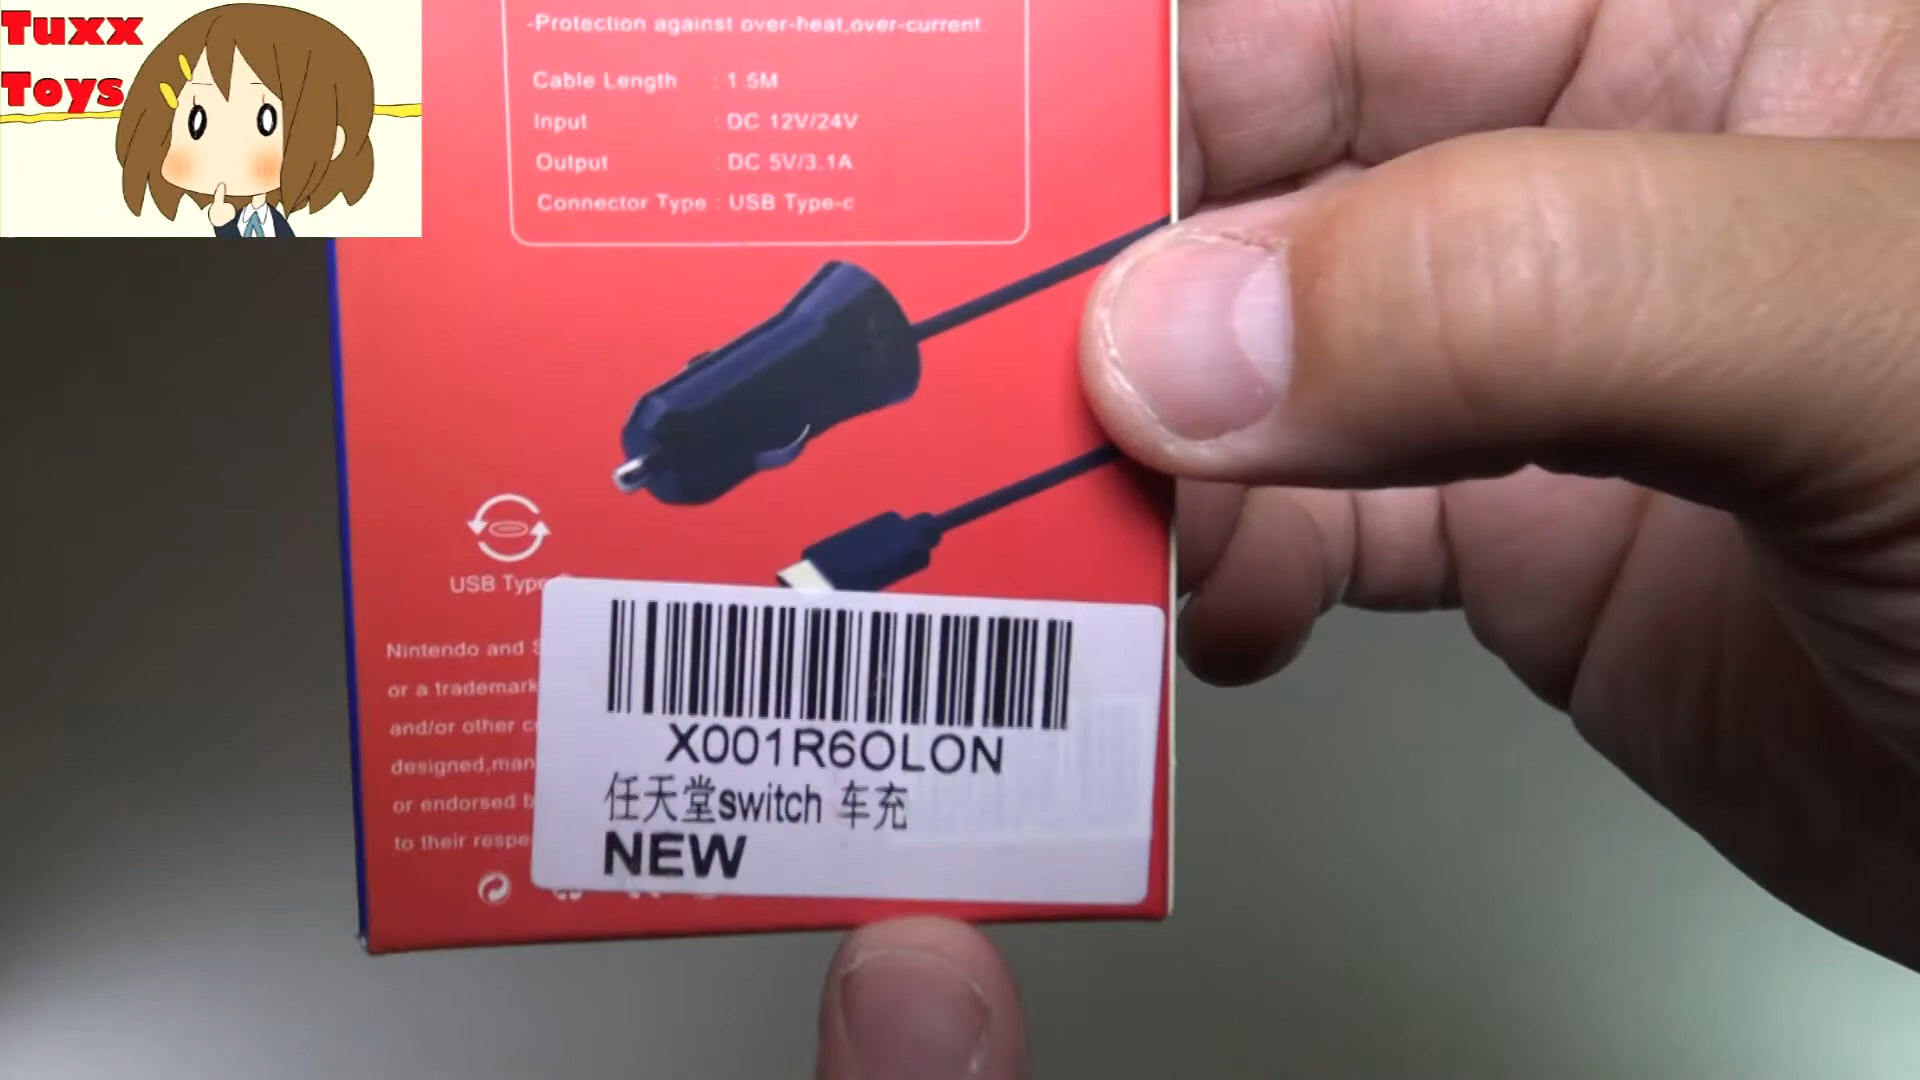 Tuxx
Toys
-Protection against over-heat,over-current.
Cable Length : 1.5M
Input : DC 12V/24V
Output : DC 5V/3.1A
Connector Type : USB Type-c
USB Type
Nintendo and
or a trademark
and/or other
designed,man
or endorsed b
to their respe
X001R6OLON
任天堂switch 车充
NEW